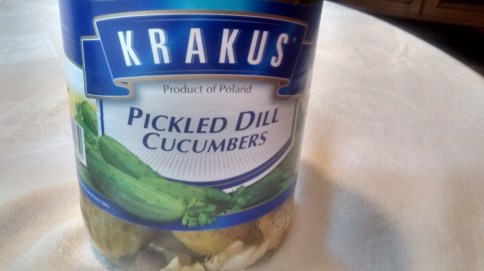 KRAKUS
Product of Poland
PICKLED DILL
CUCUMBERS